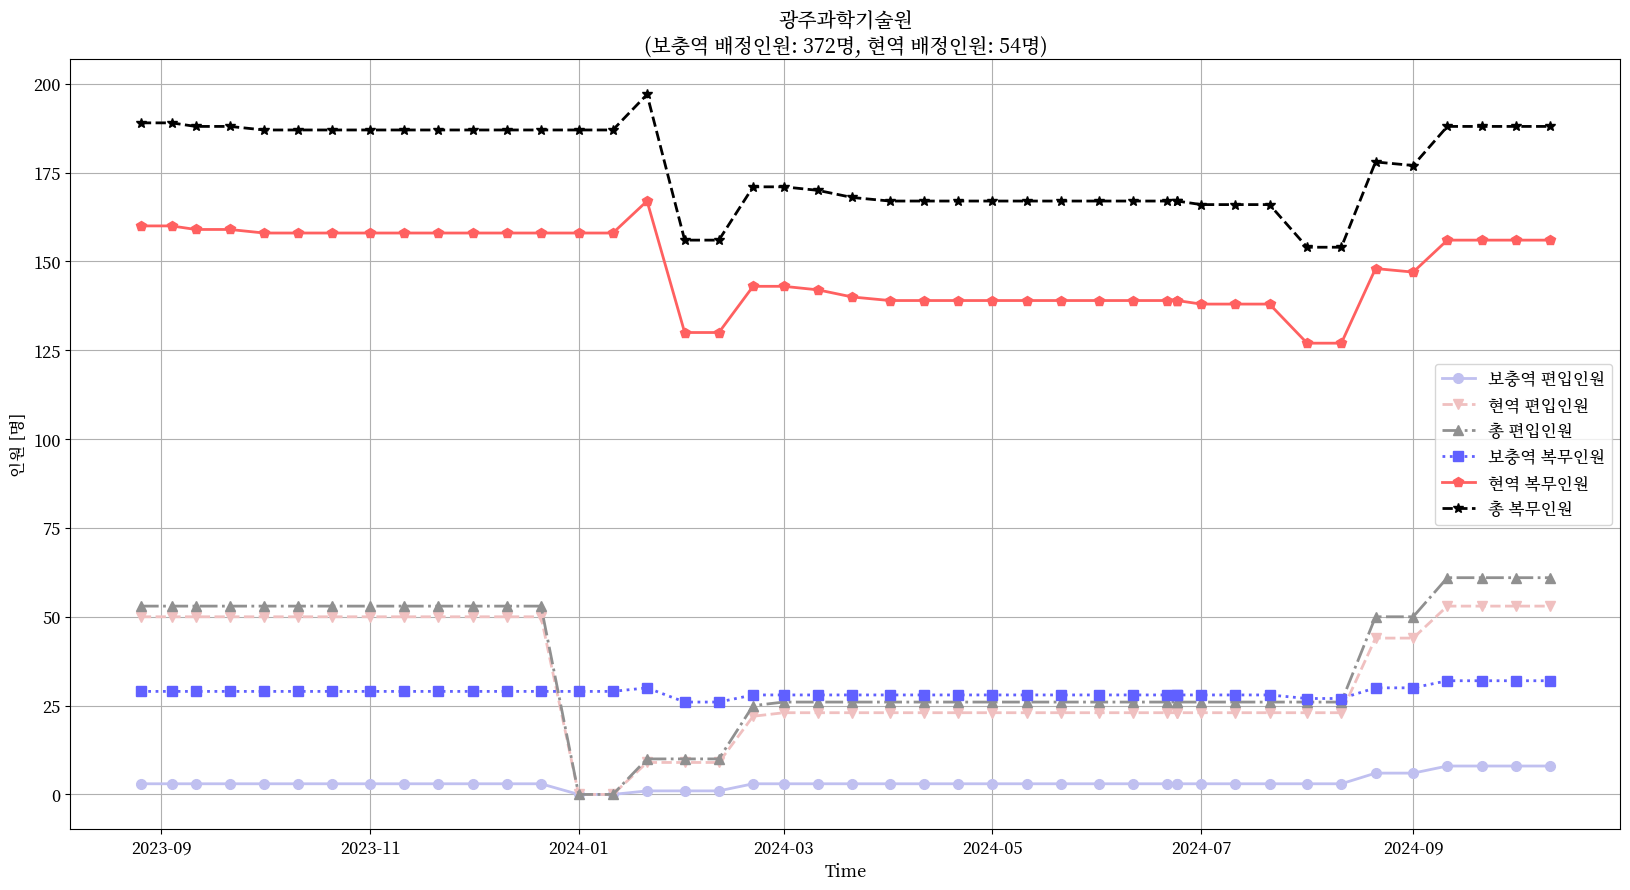 광주과학기술원
(보충역 배정인원: 372명, 현역 배정인원: 54명)
200
175
150
125
100
75
50
25
0
인원 [명]
보충역 편입인원
현역 편입인원
총 편입인원
보충역 복무인원
현역 복무인원
총 복무인원
2023-09
2023-11
2024-01
2024-03
2024-05
2024-07
2024-09
Time